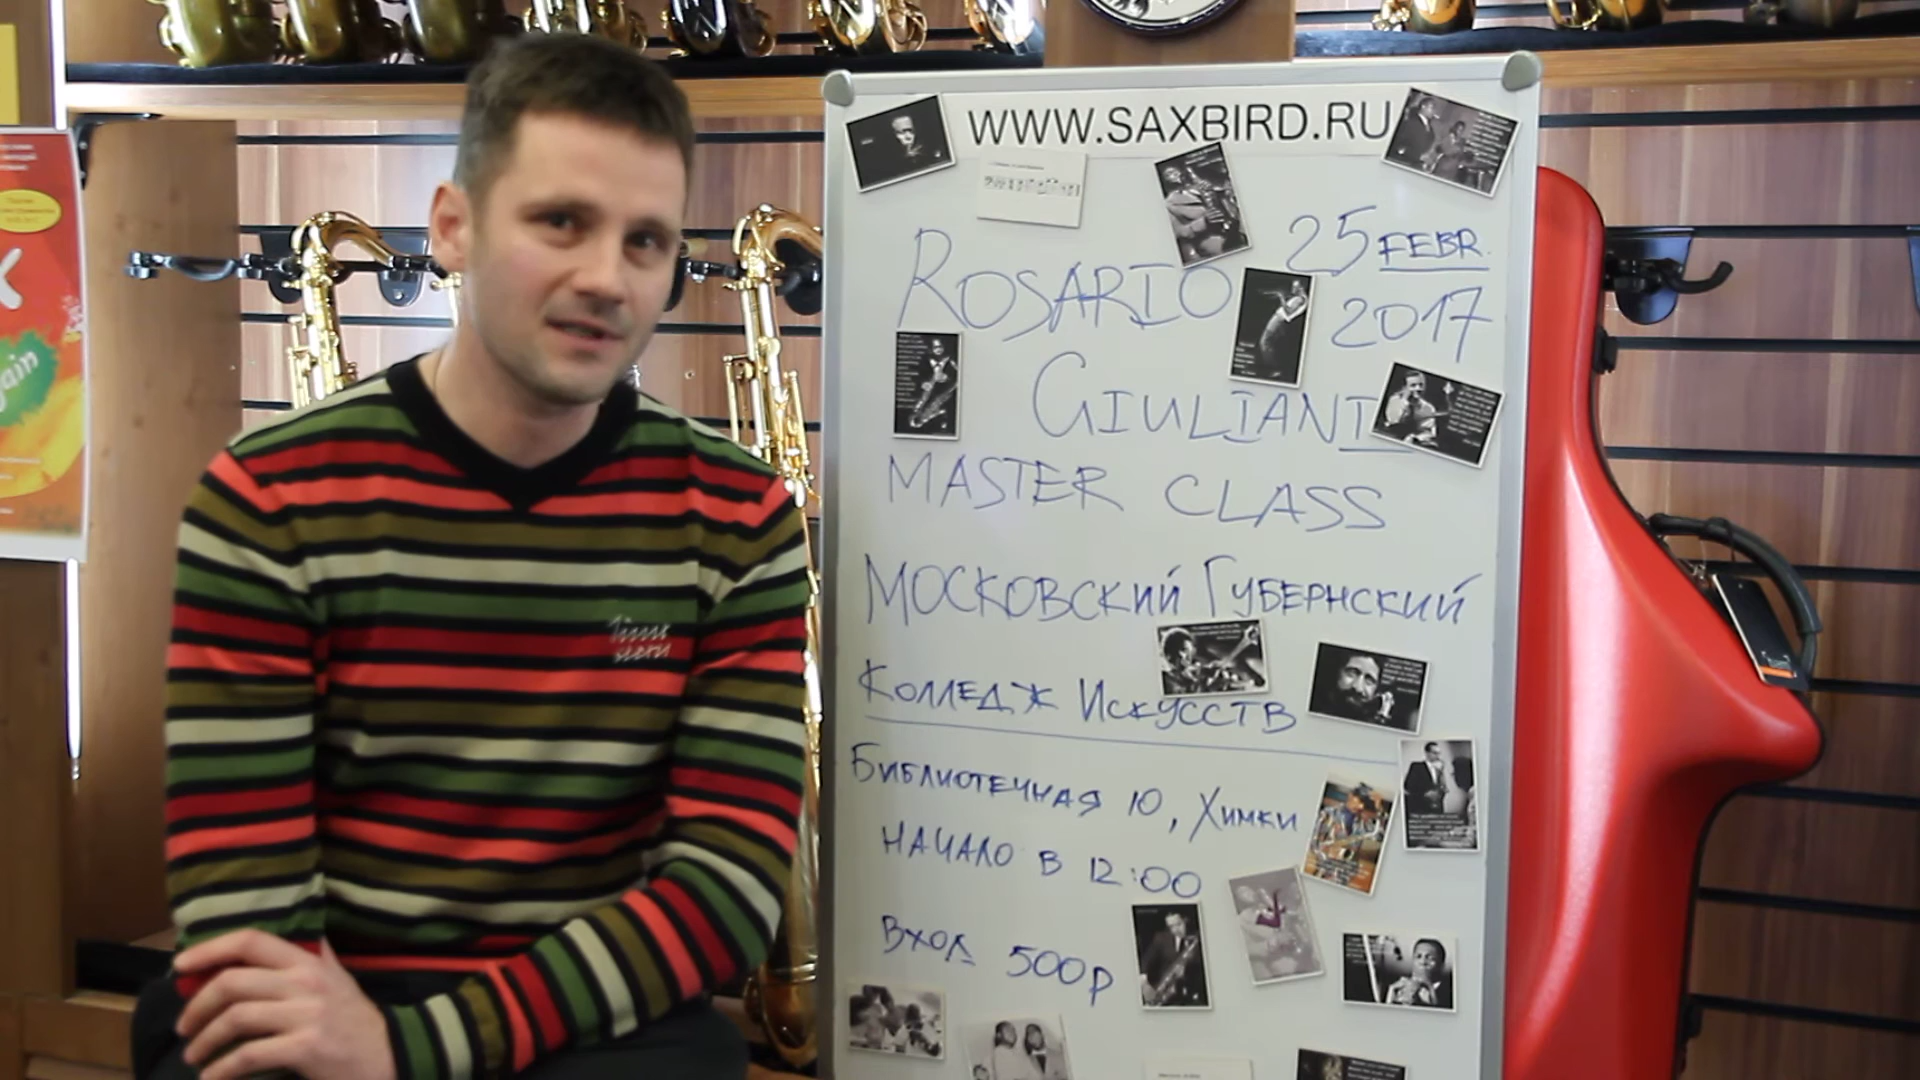 WWW.SAXBIRD.RU
ROSARIO 25 FEBR.
2017
GIULIANI
MASTER CLASS
МОСКОВСКИЙ ГУБЕРНСКИЙ
КОЛЛЕДЖ ИСКУССТВ
БИБЛИОТЕЧНАЯ 10, ХИМКИ
НАЧАЛО В 12:00
ВХОД 500р